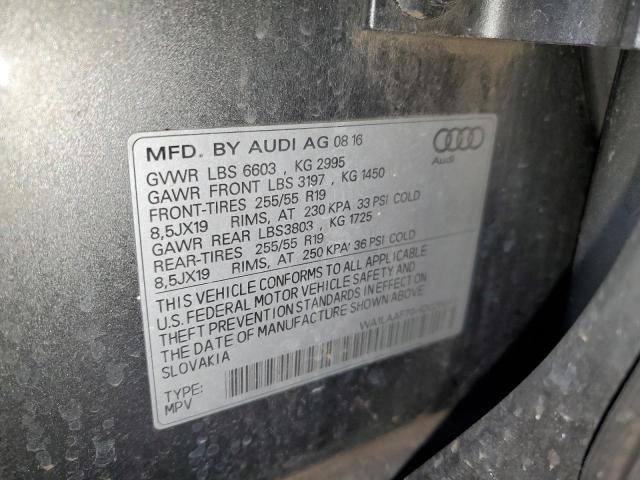 MFD. BY AUDI AG 08 16
Audi
GVWR LBS 6603 , KG 2995
GAWR FRONT LBS 3197 , KG 1450
FRONT-TIRES 255/55 R19
8,5JX19 RIMS, AT 230 KPA 33 PSI COLD
GAWR REAR LBS3803 , KG 1725
REAR-TIRES 255/55 R19
8,5JX19 RIMS, AT 250 KPA' 36 PSI COLD
THIS VEHICLE CONFORMS TO ALL APPLICABLE
U.S. FEDERAL MOTOR VEHICLE SAFETY AND
THEFT PREVENTION STANDARDS IN EFFECT ON
THE DATE OF MANUFACTURE SHOWN ABOVE
SLOVAKIA
TYPE:
MPV